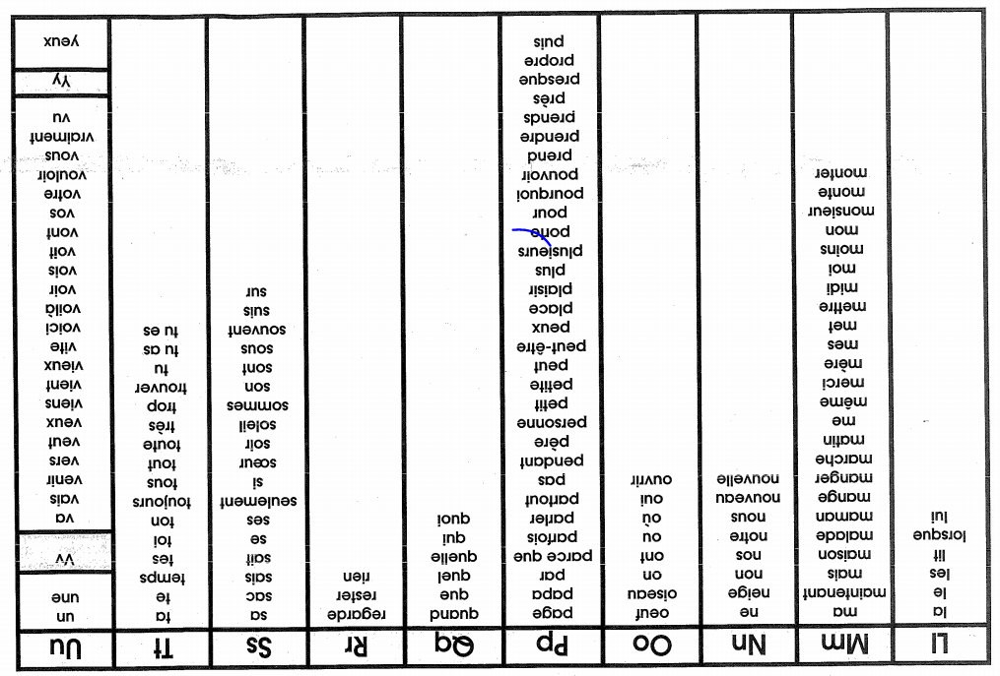 Ll
la
le
les
lit
lorsque
lui
Mm
ma
maintenant
mais
maison
malade
maman
mange
manger
marche
matin
me
même
merci
mère
mes
met
mettre
midi
moi
moins
mon
monsieur
monte
monter
Nn
ne
neige
non
nos
notre
nous
nouveau
nouvelle
Oo
oeuf
oiseau
on
ont
ou
où
oui
ouvrir
Pp
page
papa
par
parce que
parfois
parler
partout
pas
pendant
père
personne
petit
petite
peut
peut-être
peux
place
plaisir
plus
plusieurs
porte
pour
pourquoi
pouvoir
prend
prendre
prends
près
presque
propre
puis
Qq
quand
que
quel
quelle
qui
quoi
Rr
regarde
rester
rien
Ss
sa
sac
sais
sait
se
ses
seulement
si
sœur
soir
soleil
sommes
son
sont
sous
souvent
suis
sur
Tt
ta
te
temps
tes
toi
ton
toujours
tous
tout
toute
très
trop
trouver
tu
tu as
tu es
Uu
un
une
Vv
va
vais
venir
vers
veut
veux
viens
vient
vieux
vite
voici
voilà
voir
vois
voit
vont
vos
votre
vouloir
vous
vraiment
vu
Yy
yeux